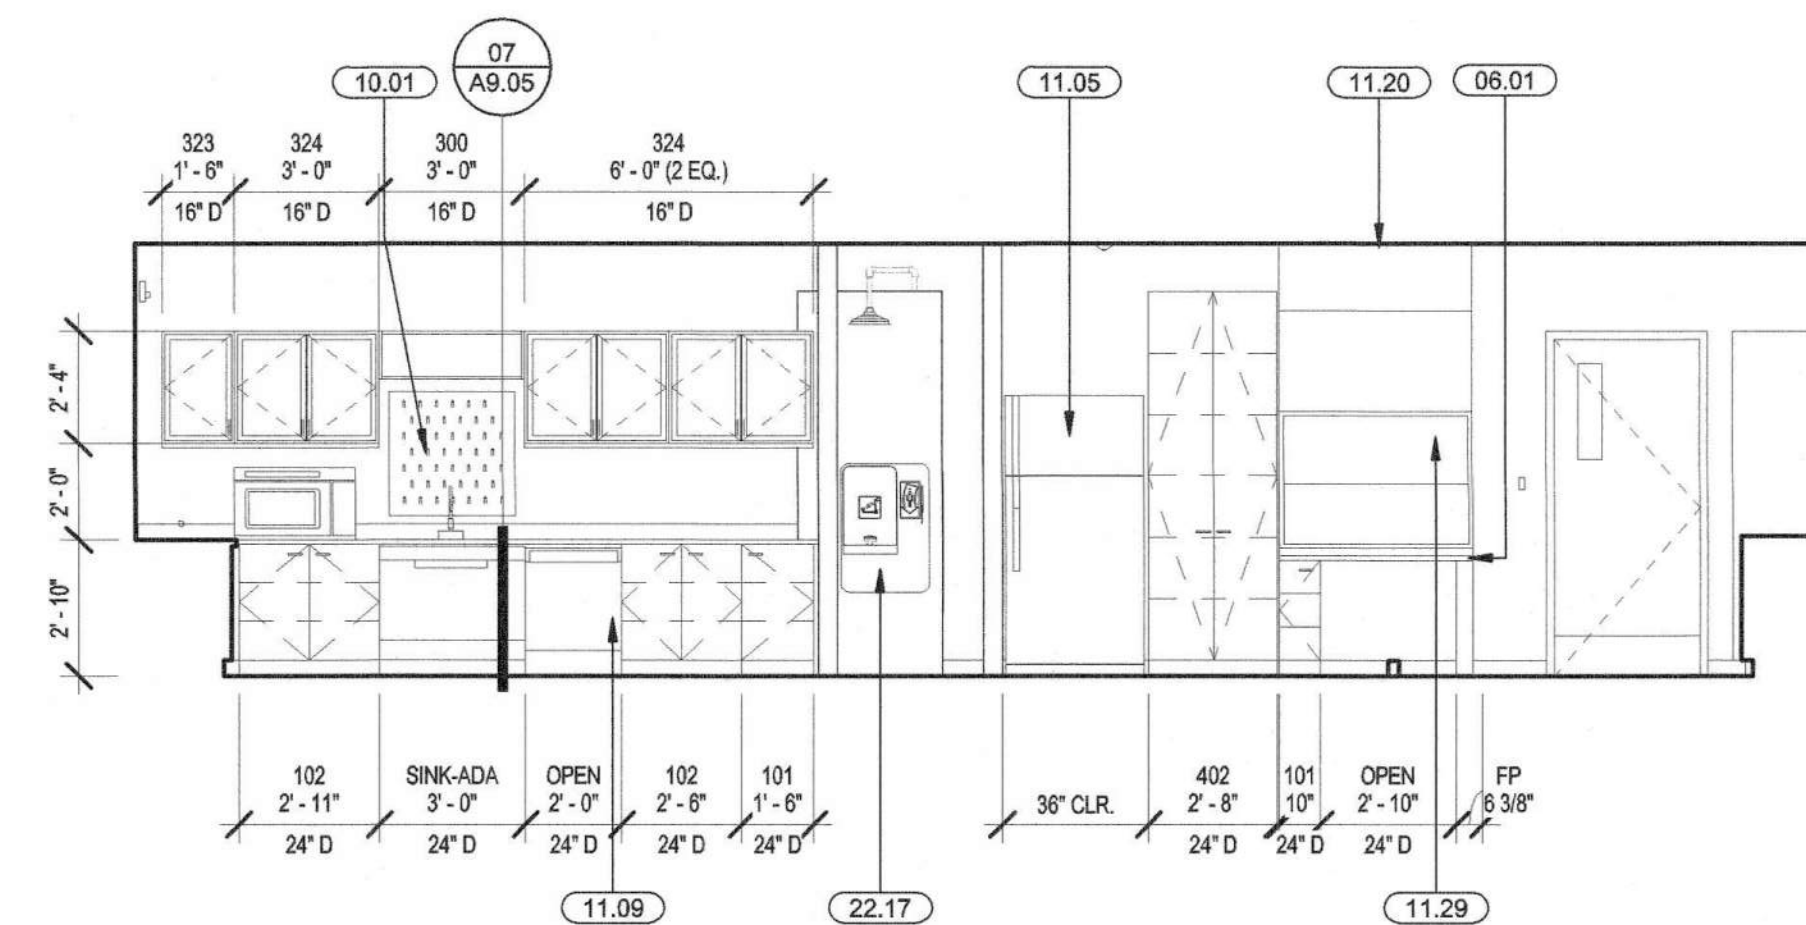 07
A9.05
10.01
11.05
11.20
06.01
323
1' - 6"
16" D
324
3' - 0"
16" D
300
3' - 0"
16" D
324
6' - 0" (2 EQ.)
16" D
2' - 4"
2' - 0"
2' - 10"
102
2' - 11"
24" D
SINK-ADA
3' - 0"
24" D
OPEN
2' - 0"
24" D
102
2' - 6"
24" D
101
1' - 6"
24" D
36" CLR.
402
2' - 8"
24" D
101
10"
24" D
OPEN
2' - 10"
24" D
FP
6 3/8"
11.09
22.17
11.29